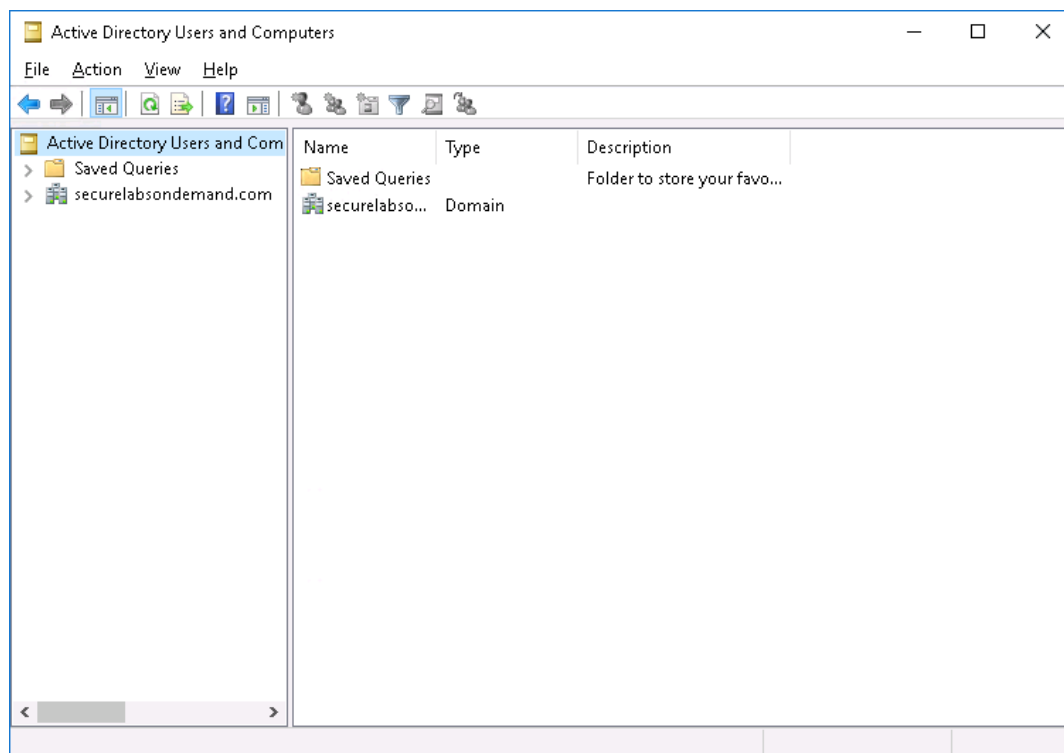 Active Directory Users and Computers
File Action View Help
Active Directory Users and Com
Saved Queries
securelabsondemand.com
Name Type Description
Saved Queries Folder to store your favo...
securelabso... Domain